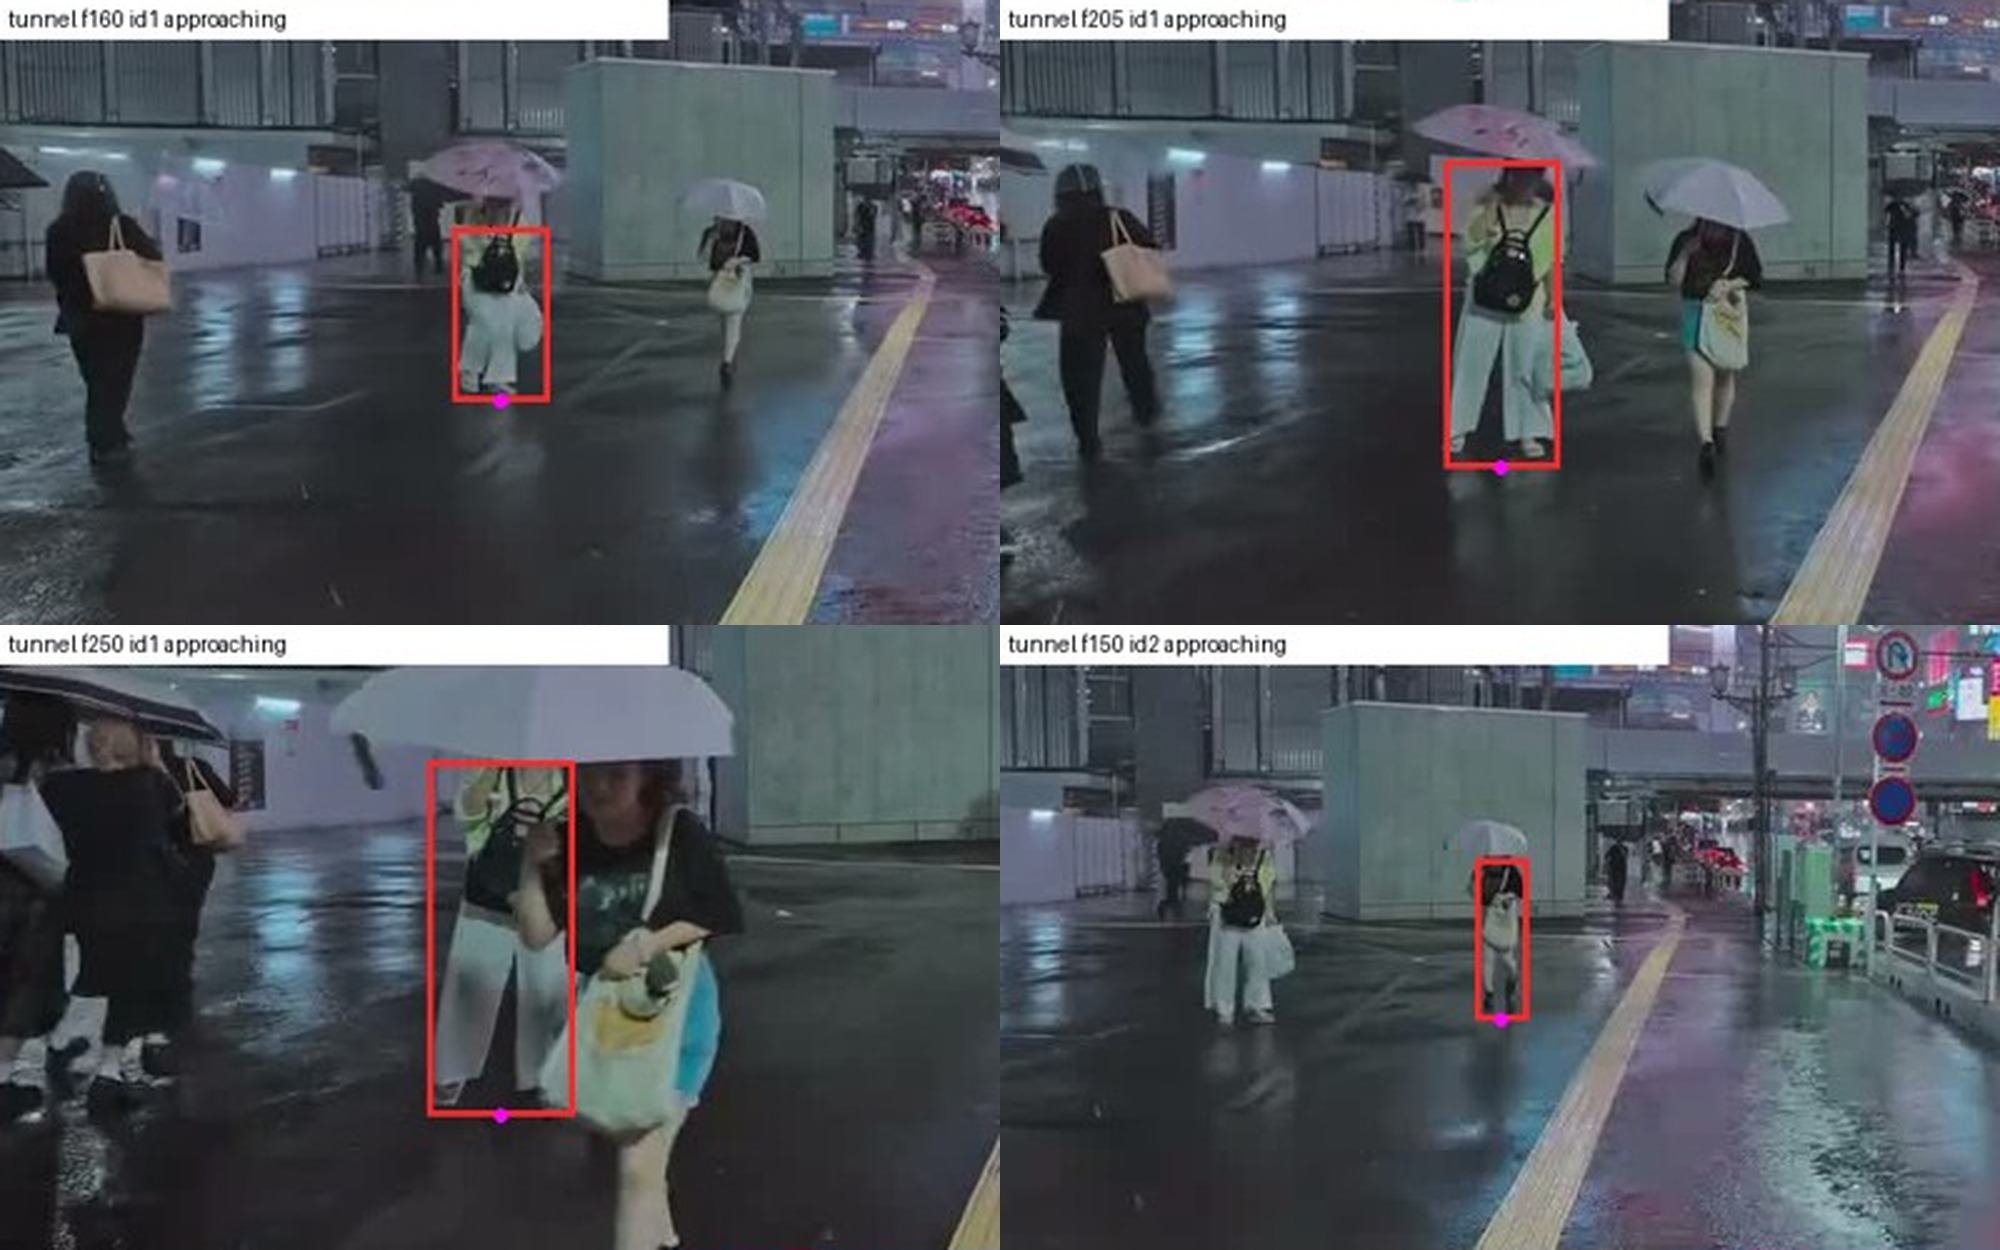 tunnel f160 id1 approaching
tunnel f205 id1 approaching
tunnel f250 id1 approaching
tunnel f150 id2 approaching